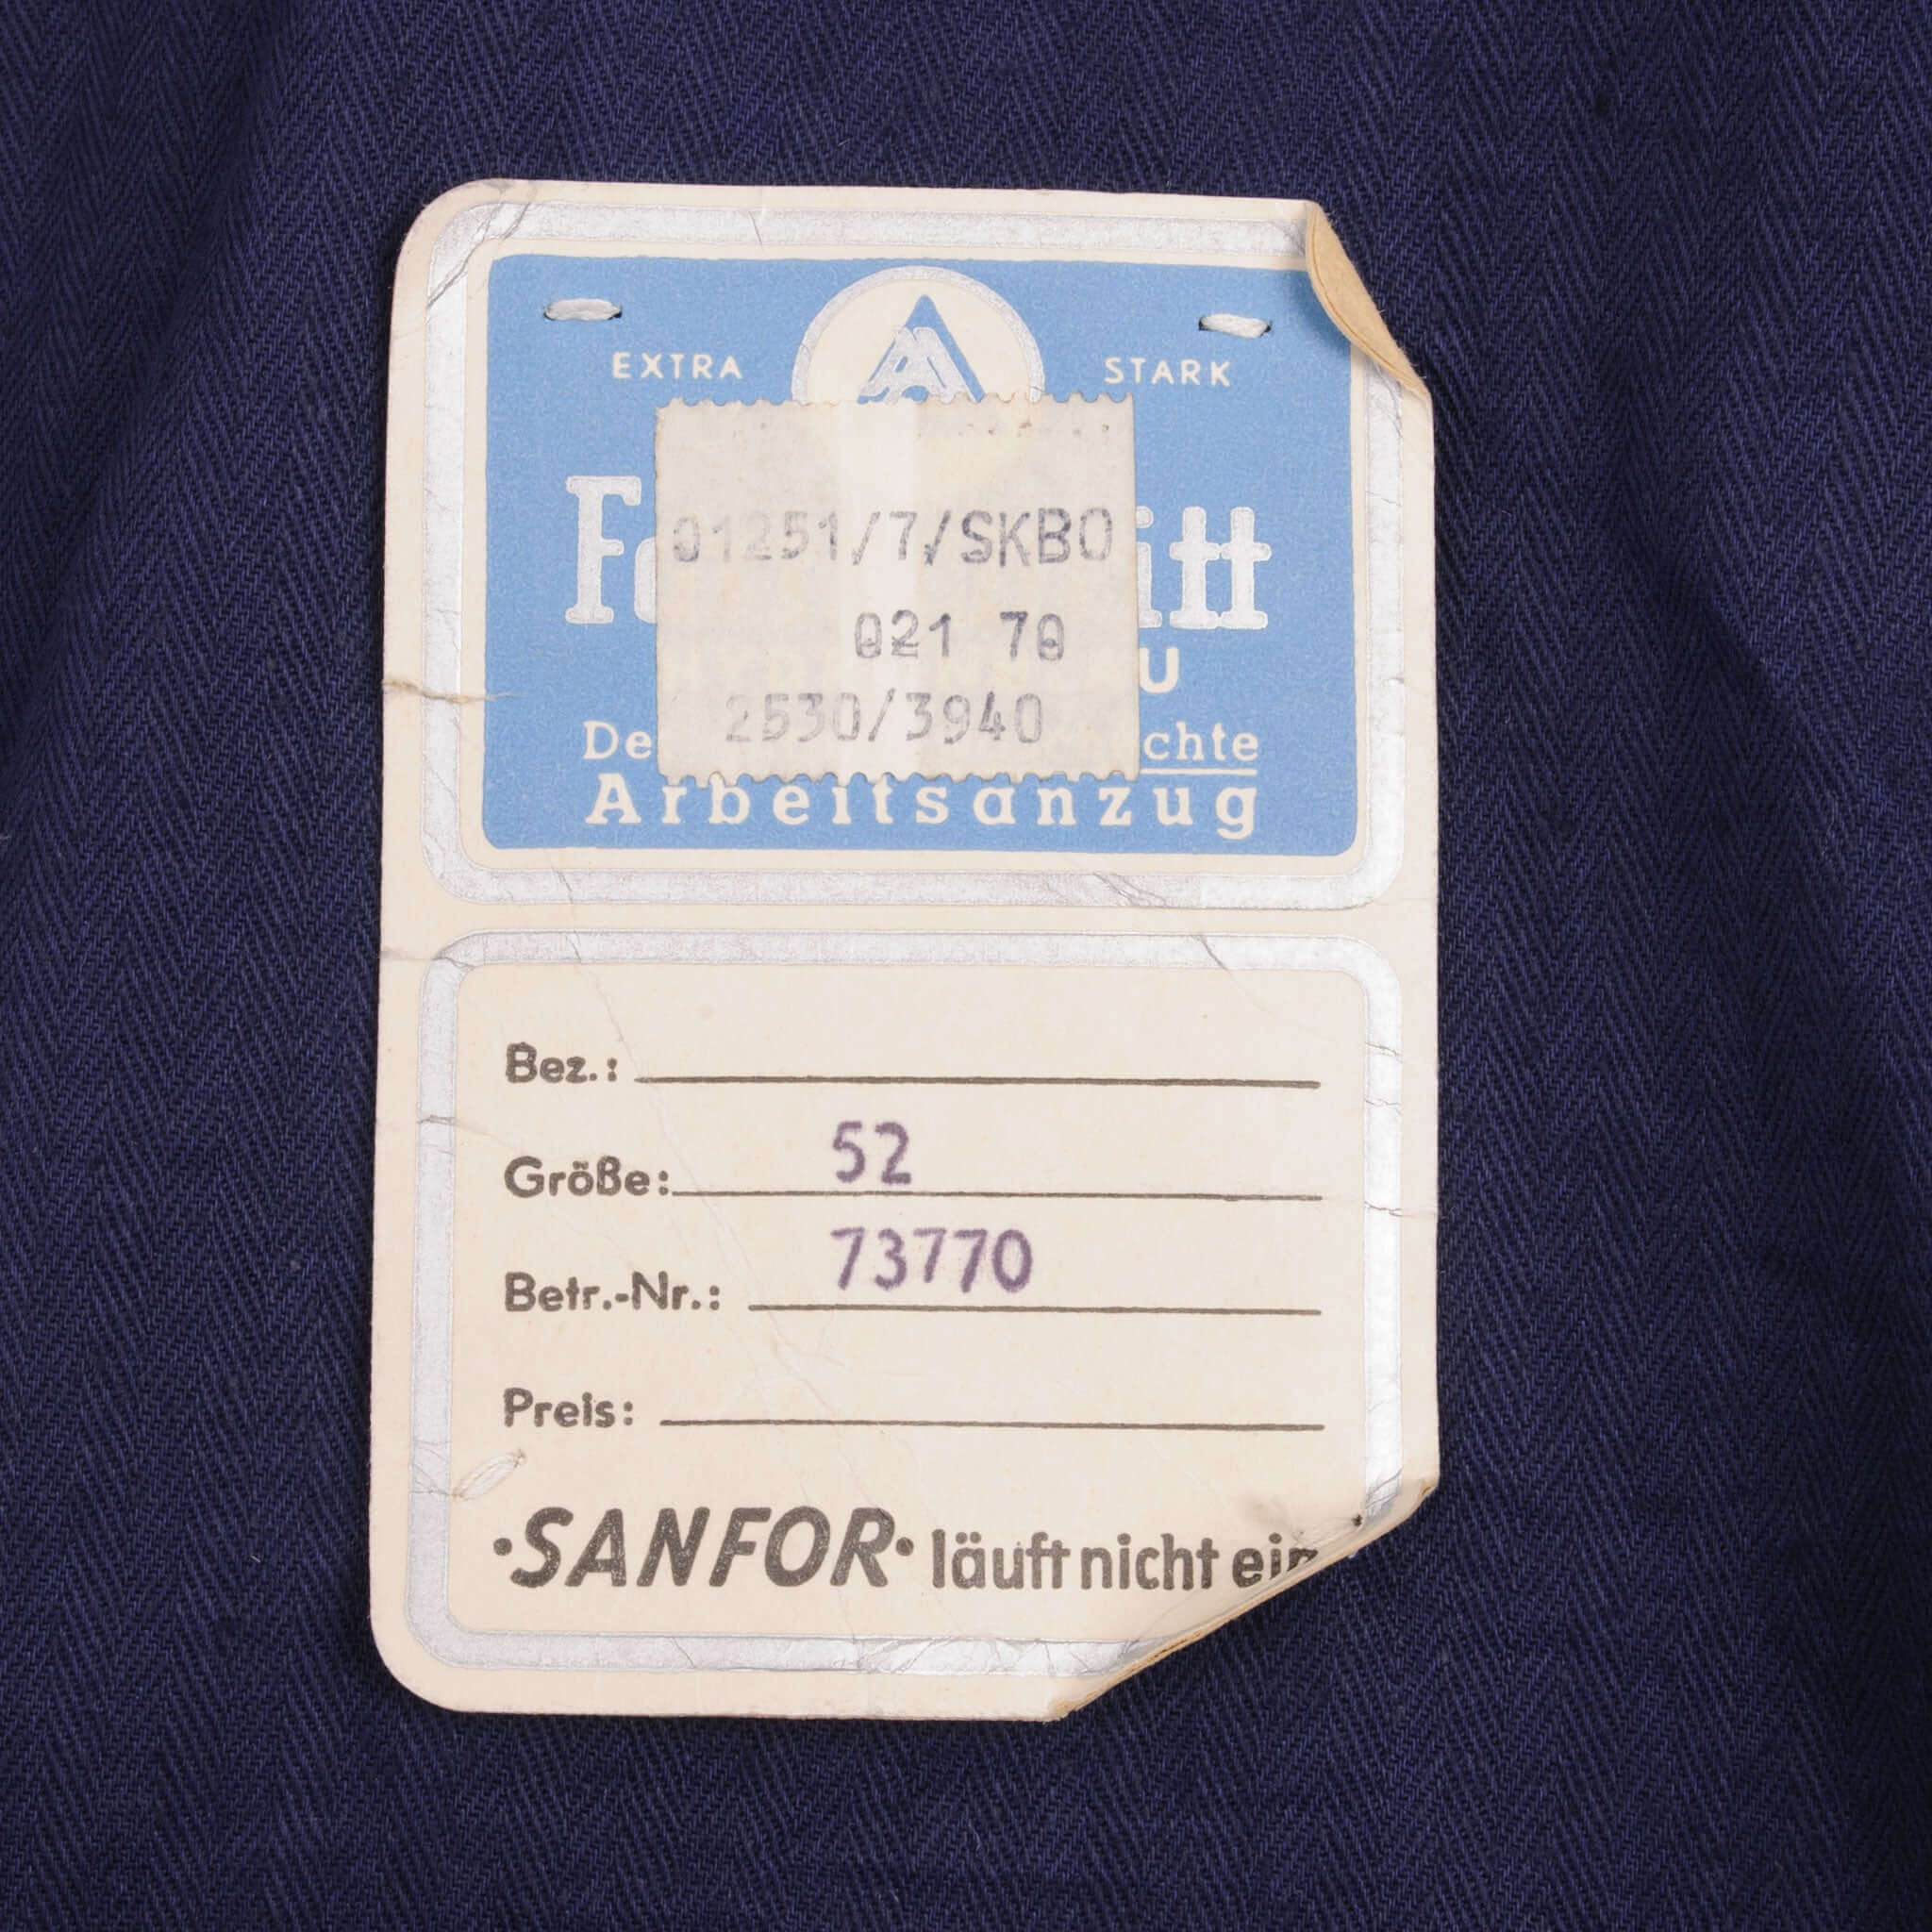 EXTRA STARK
01251/7/SKBO
021 70
2530/3940
Arbeitsanzug
Bez.:
Größe: 52
Betr.-Nr.: 73770
Preis:
·SANFOR· läuft nicht ein